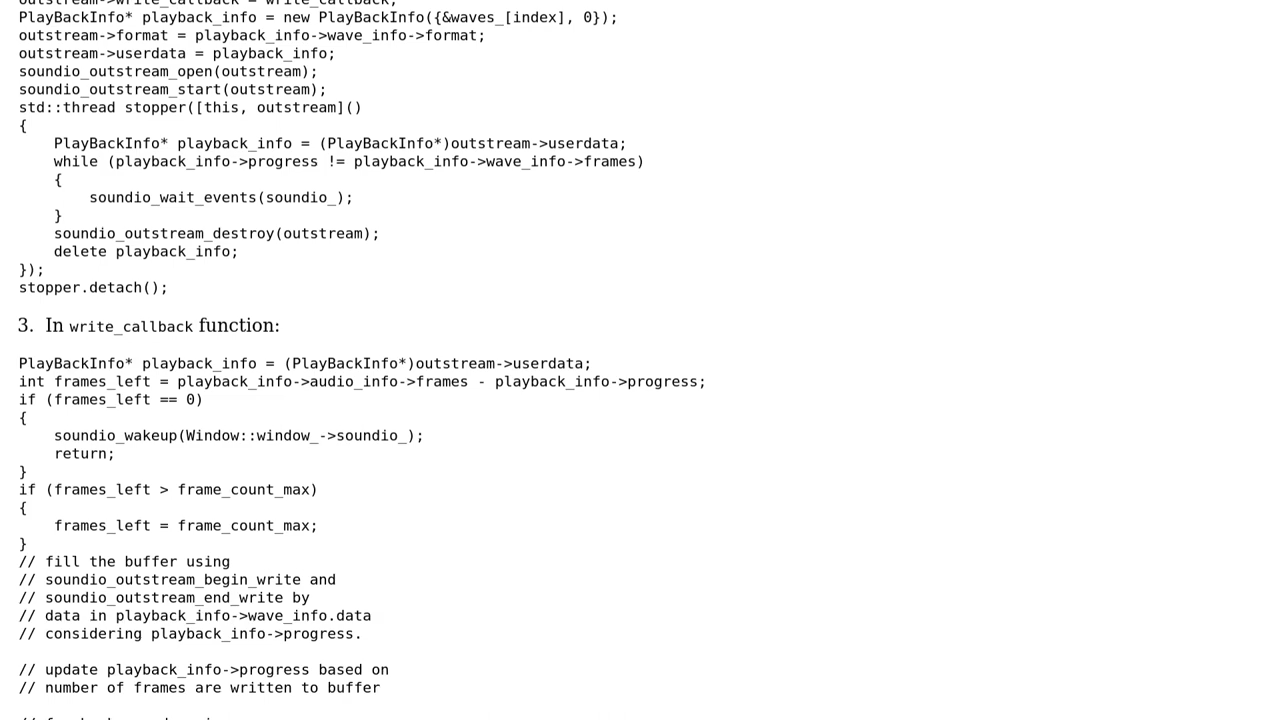 outstream->write_callback = write_callback;
PlayBackInfo* playback_info = new PlayBackInfo({&waves_[index], 0});
outstream->format = playback_info->wave_info->format;
outstream->userdata = playback_info;
soundio_outstream_open(outstream);
soundio_outstream_start(outstream);
std::thread stopper([this, outstream]()
{
    PlayBackInfo* playback_info = (PlayBackInfo*)outstream->userdata;
    while (playback_info->progress != playback_info->wave_info->frames)
    {
        soundio_wait_events(soundio_);
    }
    soundio_outstream_destroy(outstream);
    delete playback_info;
});
stopper.detach();
3. In write_callback function:
PlayBackInfo* playback_info = (PlayBackInfo*)outstream->userdata;
int frames_left = playback_info->audio_info->frames - playback_info->progress;
if (frames_left == 0)
{
    soundio_wakeup(Window::window_->soundio_);
    return;
}
if (frames_left > frame_count_max)
{
    frames_left = frame_count_max;
}
// fill the buffer using
// soundio_outstream_begin_write and
// soundio_outstream_end_write by
// data in playback_info->wave_info.data
// considering playback_info->progress.
// update playback_info->progress based on
// number of frames are written to buffer